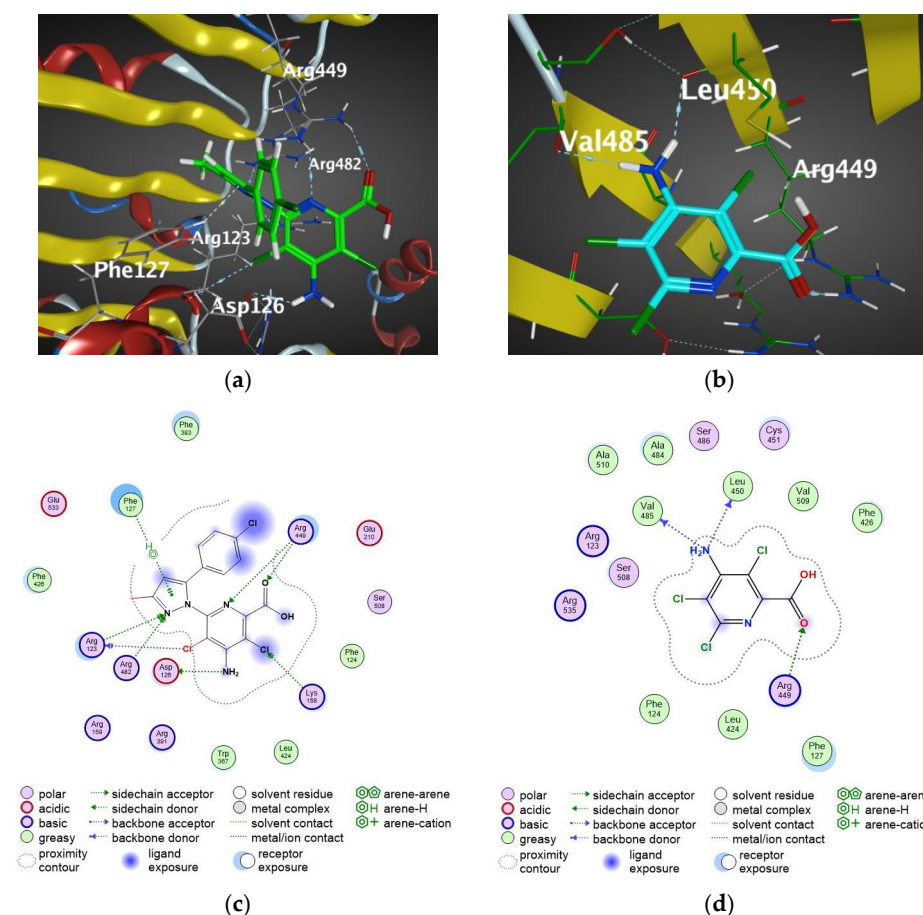 Arg449
Arg482
Arg123
Phe127
Asp126
Leu450
Val485
Arg449
(a)
(b)
Phe
393
Glu
533
Phe
127
H
Cl
Arg
449
Glu
210
Phe
426
N
N
N
O
OH
Ser
508
Arg
123
Arg
482
Cl
Asp
126
Cl
NH₂
Phe
124
Lys
158
Arg
159
Arg
391
Trp
387
Leu
424
Ala
510
Ala
484
Ser
486
Cys
451
Val
485
Leu
450
Val
509
Phe
426
Arg
123
Ser
508
H₂N
Cl
OH
Arg
535
Cl
N
O
Cl
Arg
449
Phe
124
Leu
424
Phe
127
polar sidechain acceptor solvent residue arene-arene
acidic sidechain donor metal complex H arene-H
basic backbone acceptor solvent contact + arene-cation
greasy backbone donor metal/ion contact
proximity contour ligand exposure receptor exposure
polar sidechain acceptor solvent residue arene-aren
acidic sidechain donor metal complex H arene-H
basic backbone acceptor solvent contact + arene-catio
greasy backbone donor metal/ion contact
proximity contour ligand exposure receptor exposure
(c)
(d)